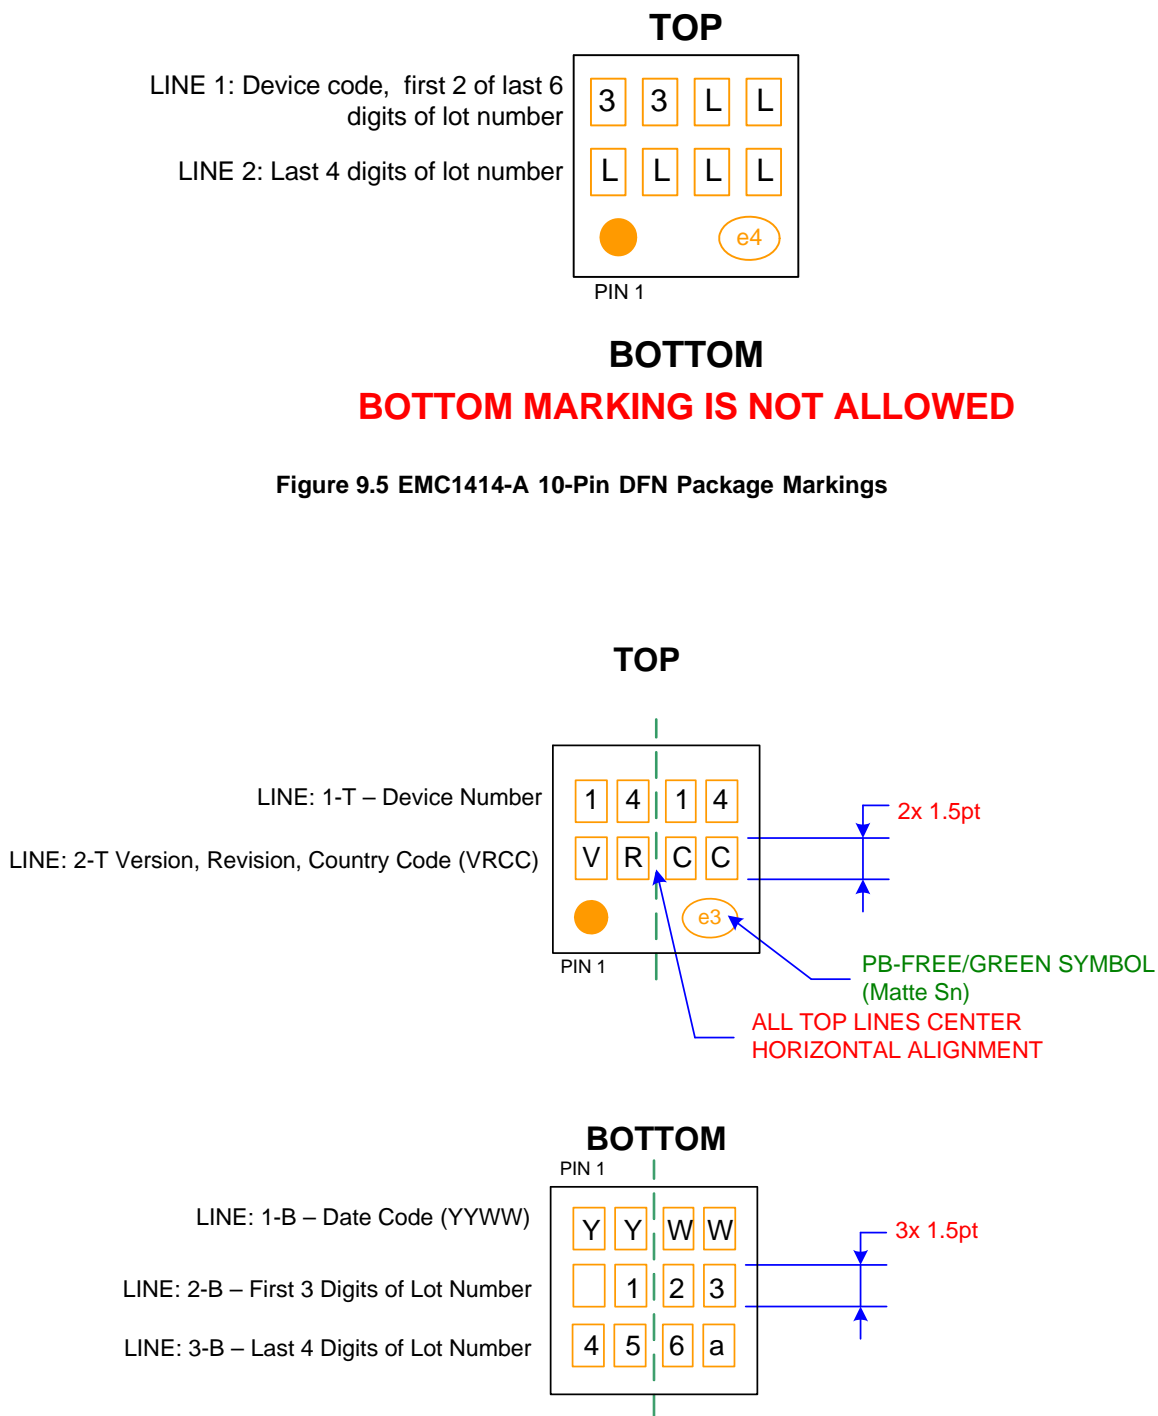 TOP
LINE 1: Device code, first 2 of last 6
digits of lot number
3 3 L L
LINE 2: Last 4 digits of lot number
L L L L
e4
PIN 1
BOTTOM
BOTTOM MARKING IS NOT ALLOWED
Figure 9.5 EMC1414-A 10-Pin DFN Package Markings
TOP
LINE: 1-T – Device Number
1 4 1 4
2x 1.5pt
LINE: 2-T Version, Revision, Country Code (VRCC)
V R C C
e3
PIN 1
PB-FREE/GREEN SYMBOL
(Matte Sn)
ALL TOP LINES CENTER
HORIZONTAL ALIGNMENT
BOTTOM
PIN 1
LINE: 1-B – Date Code (YYWW)
Y Y W W
3x 1.5pt
LINE: 2-B – First 3 Digits of Lot Number
1 2 3
LINE: 3-B – Last 4 Digits of Lot Number
4 5 6 a